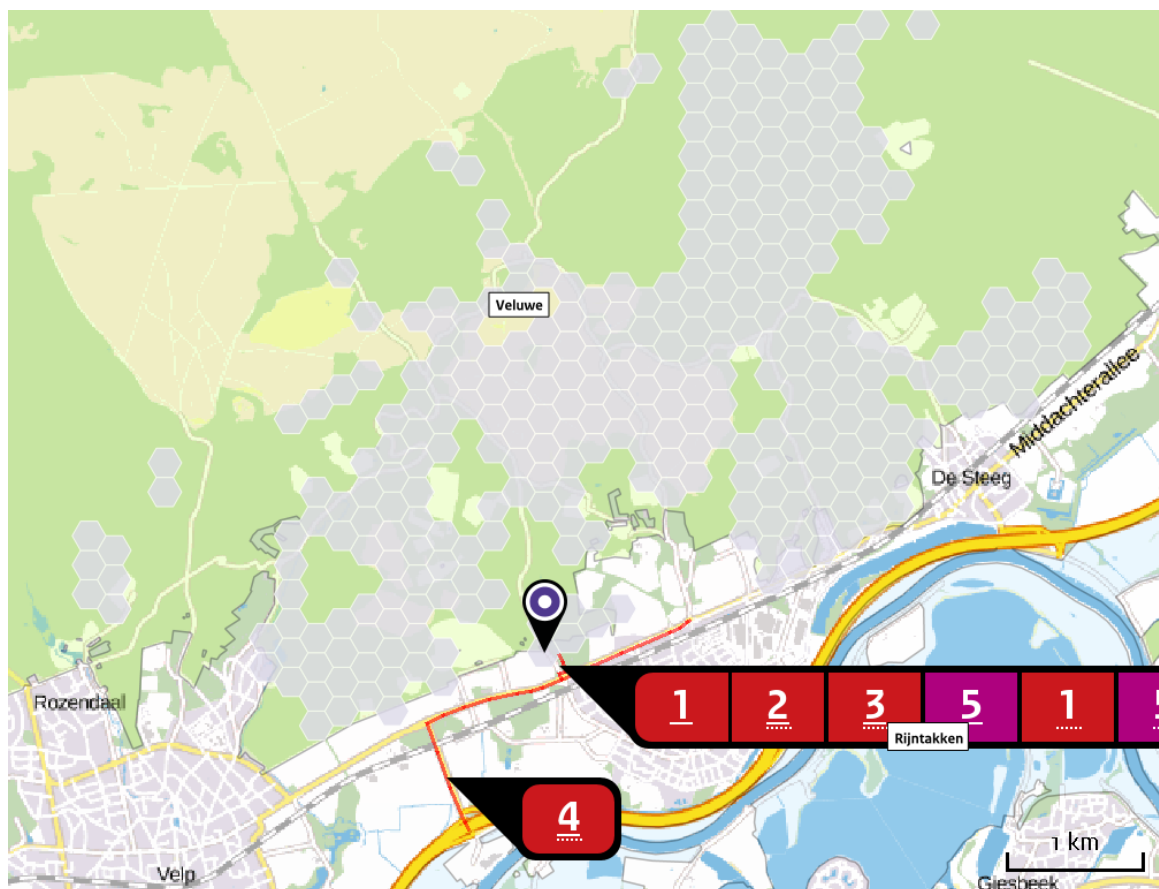 Veluwe
Middachterallee
De Steeg
Rozendaal
1 2 3 5 1
Rijntakken
4
1 km
Velp
Giesbeek